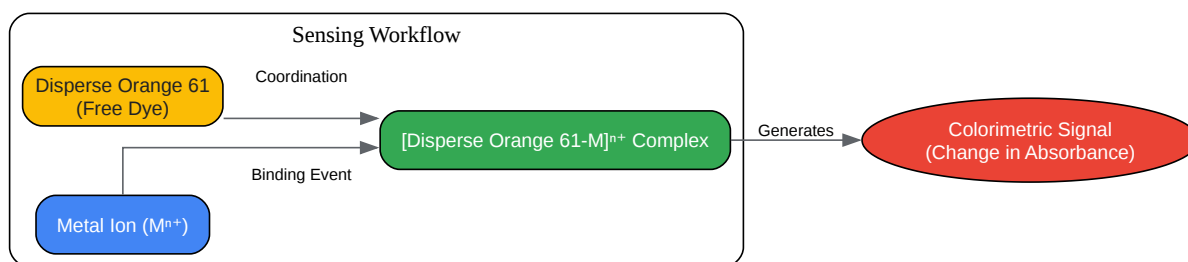 Sensing Workflow
Disperse Orange 61
(Free Dye)
Coordination
[Disperse Orange 61-M]ⁿ⁺ Complex
Generates
Colorimetric Signal
(Change in Absorbance)
Binding Event
Metal Ion (Mⁿ⁺)